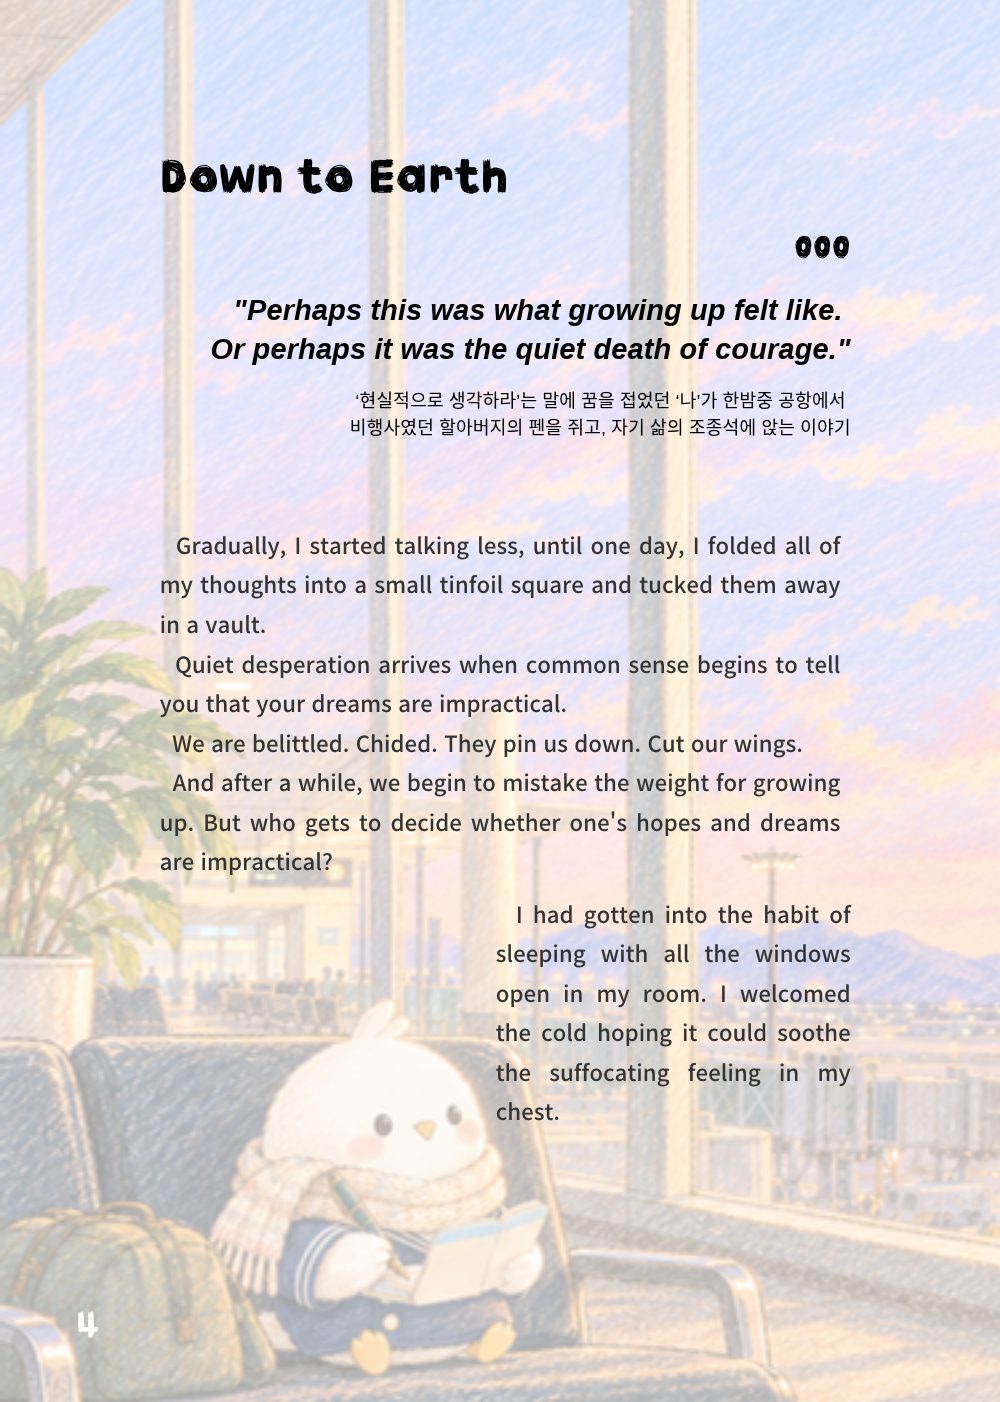 Down to Earth
000
"Perhaps this was what growing up felt like.
Or perhaps it was the quiet death of courage."
‘현실적으로 생각하라’는 말에 꿈을 접었던 ‘나’가 한밤중 공항에서
비행사였던 할아버지의 펜을 쥐고, 자기 삶의 조종석에 앉는 이야기
Gradually, I started talking less, until one day, I folded all of
my thoughts into a small tinfoil square and tucked them away
in a vault.
Quiet desperation arrives when common sense begins to tell
you that your dreams are impractical.
We are belittled. Chided. They pin us down. Cut our wings.
And after a while, we begin to mistake the weight for growing
up. But who gets to decide whether one's hopes and dreams
are impractical?
I had gotten into the habit of
sleeping with all the windows
open in my room. I welcomed
the cold hoping it could soothe
the suffocating feeling in my
chest.
4